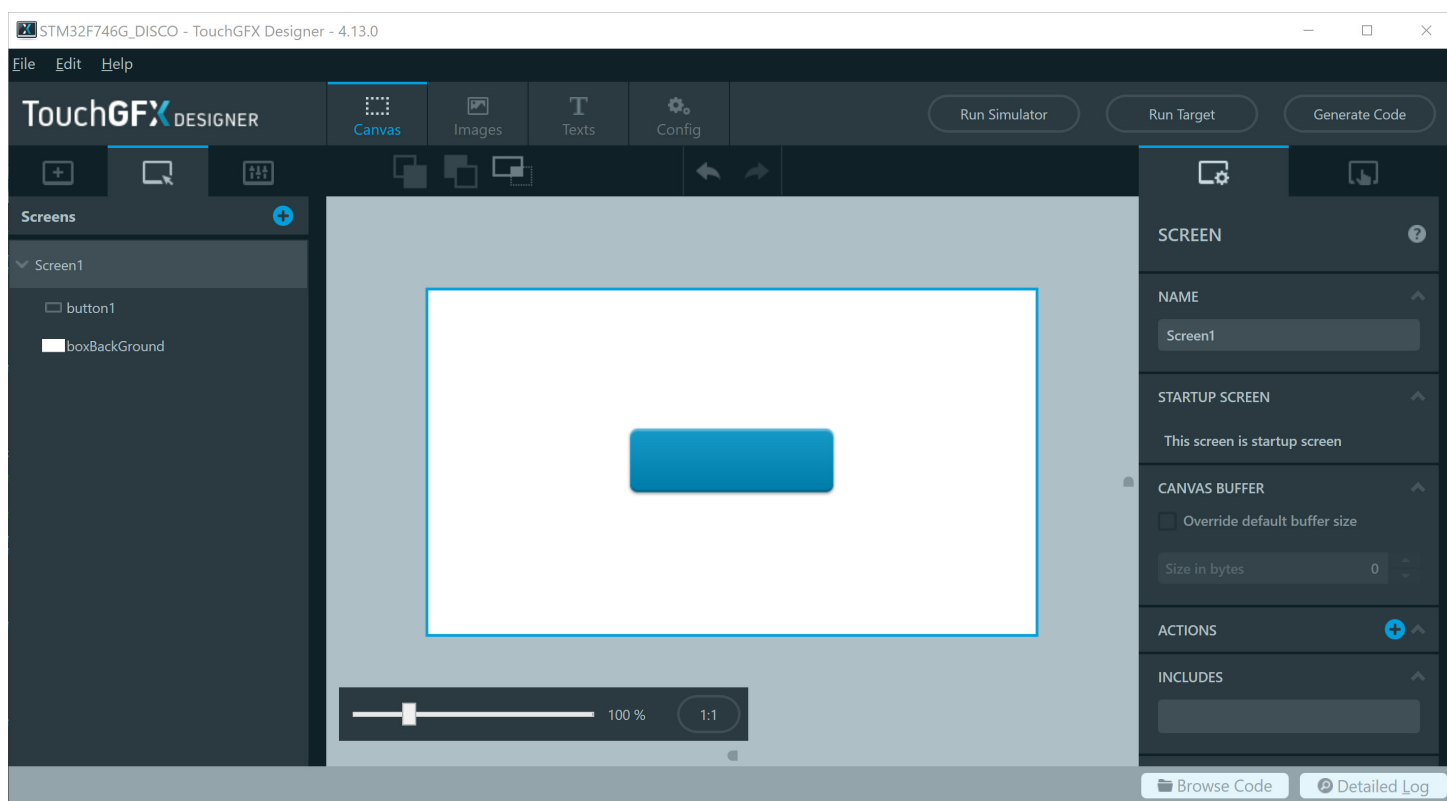 STM32F746G_DISCO - TouchGFX Designer - 4.13.0
File Edit Help
TouchGFX DESIGNER
Canvas Images Texts Config
Run Simulator Run Target Generate Code
Screens
Screen1
button1
boxBackGround
100 % 1:1
SCREEN
NAME
Screen1
STARTUP SCREEN
This screen is startup screen
CANVAS BUFFER
Override default buffer size
Size in bytes 0
ACTIONS
INCLUDES
Browse Code Detailed Log